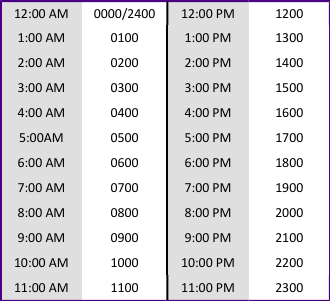 12:00 AM 0000/2400 12:00 PM 1200
1:00 AM 0100 1:00 PM 1300
2:00 AM 0200 2:00 PM 1400
3:00 AM 0300 3:00 PM 1500
4:00 AM 0400 4:00 PM 1600
5:00AM 0500 5:00 PM 1700
6:00 AM 0600 6:00 PM 1800
7:00 AM 0700 7:00 PM 1900
8:00 AM 0800 8:00 PM 2000
9:00 AM 0900 9:00 PM 2100
10:00 AM 1000 10:00 PM 2200
11:00 AM 1100 11:00 PM 2300